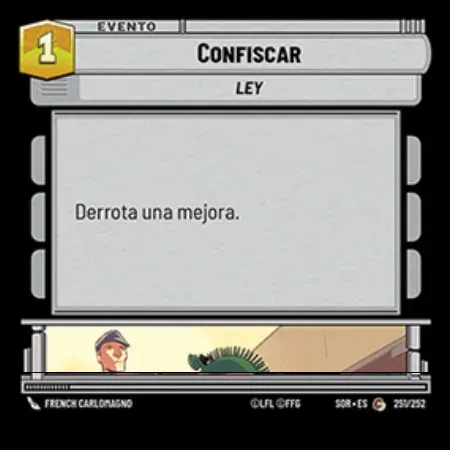 EVENTO
1
CONFISCAR
LEY
Derrota una mejora.
FRENCH CARLOMAGNO ©LFL ©FFG SOR • ES C 251/252